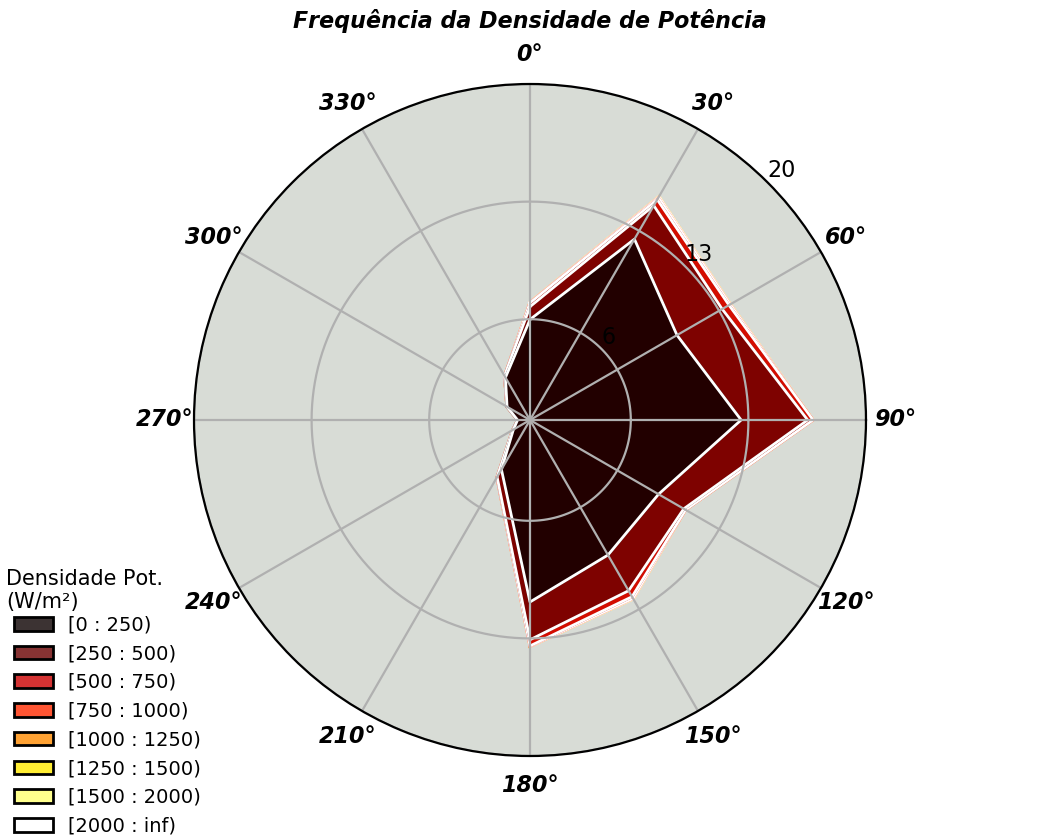 Frequência da Densidade de Potência
0°
330°
30°
20
300°
60°
13
6
270°
90°
240°
120°
210°
150°
180°
Densidade Pot.
(W/m²)
[0 : 250)
[250 : 500)
[500 : 750)
[750 : 1000)
[1000 : 1250)
[1250 : 1500)
[1500 : 2000)
[2000 : inf)